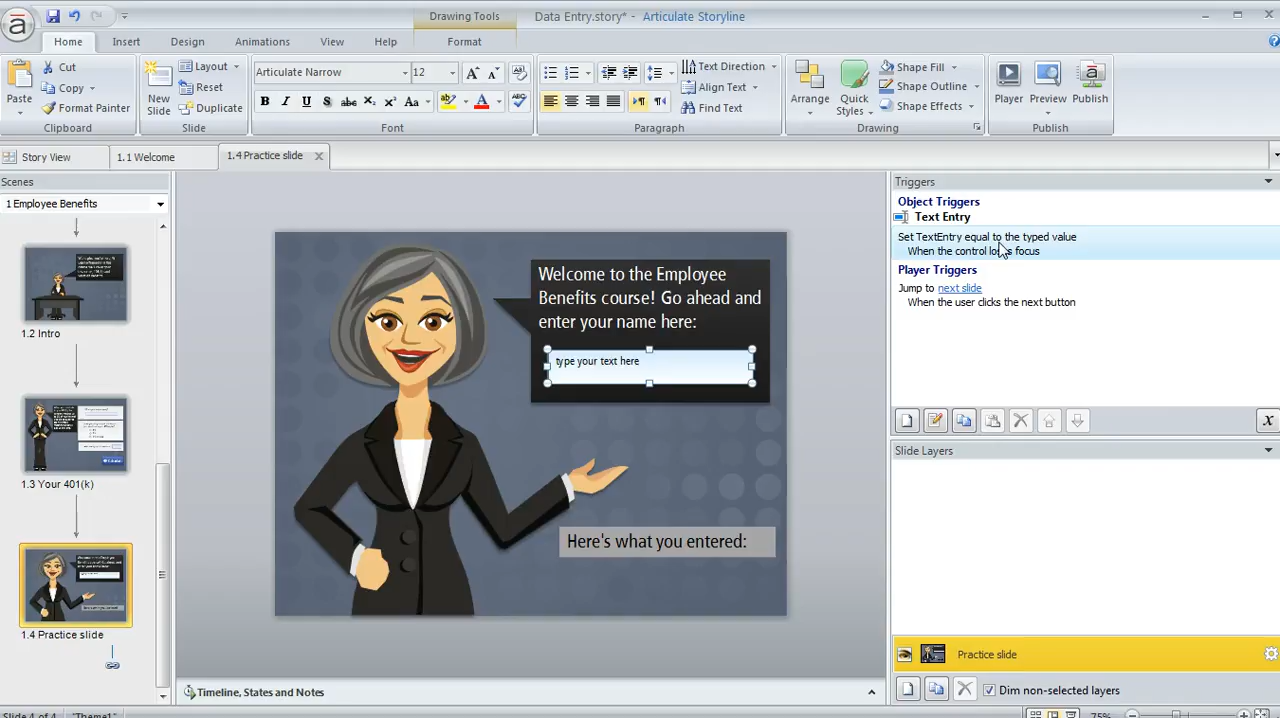 Drawing Tools
Data Entry.story* - Articulate Storyline
Home Insert Design Animations View Help Format
Paste
Cut
Copy
Format Painter
Clipboard
New Slide
Layout
Reset
Duplicate
Slide
Articulate Narrow 12
B I U S abc X₂ X² Aa
Font
Text Direction
Align Text
Find Text
Paragraph
Arrange
Quick Styles
Shape Fill
Shape Outline
Shape Effects
Drawing
Player Preview Publish
Publish
Story View 1.1 Welcome 1.4 Practice slide
Scenes
1 Employee Benefits
1.2 Intro
1.3 Your 401(k)
1.4 Practice slide
Welcome to the Employee
Benefits course! Go ahead and
enter your name here:
type your text here
Here's what you entered:
Timeline, States and Notes
Triggers
Object Triggers
Text Entry
Set TextEntry equal to the typed value
When the control loses focus
Player Triggers
Jump to next slide
When the user clicks the next button
Slide Layers
Practice slide
Dim non-selected layers
Slide 4 of 4 "Theme1" 75%